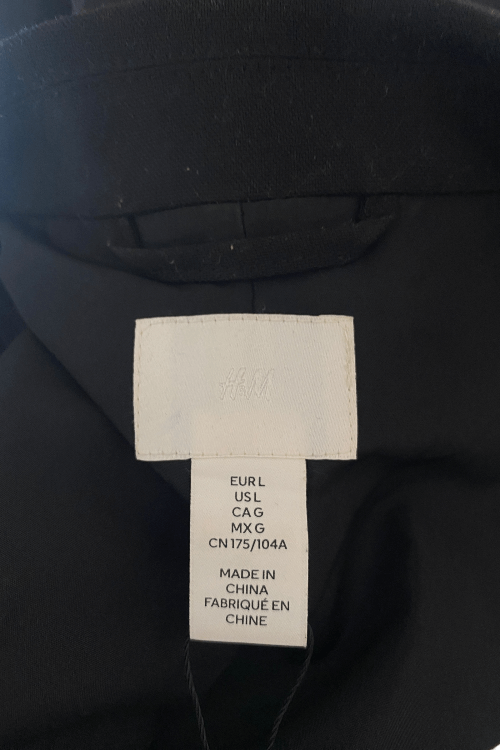 H&M
EUR L
US L
CA G
MX G
CN 175/104A
MADE IN
CHINA
FABRIQUÉ EN
CHINE